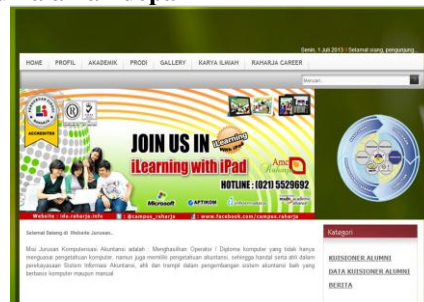 Senin, 1 Juli 2013 | Selamat siang, pengunjung...
HOME PROFIL AKADEMIK PRODI GALLERY KARYA ILMIAH RAHARJA CAREER
Mencari...
ACCREDITED
JOIN US IN iLearning
iLearning with iPad
HOTLINE : (021) 5529692
Microsoft APTIKOM
Website : ida.raharja.info @campus_raharja www.facebook.com/campus.raharja
Selamat Datang di Website Jurusan..
Misi Jurusan Komputerisasi Akuntansi adalah : Menghasilkan Operator / Diploma komputer yang tidak hanya
menguasai pengetahuan komputer, namun juga memiliki pengetahuan akuntansi, sehingga handal serta ahli dalam
perekayasaan Sistem Informasi Akuntansi, ahli dan trampil dalam pengembangan sistem akuntansi baik yang
berbasis komputer maupun manual
Kategori
KUISIONER ALUMNI
DATA KUISIONER ALUMNI
BERITA